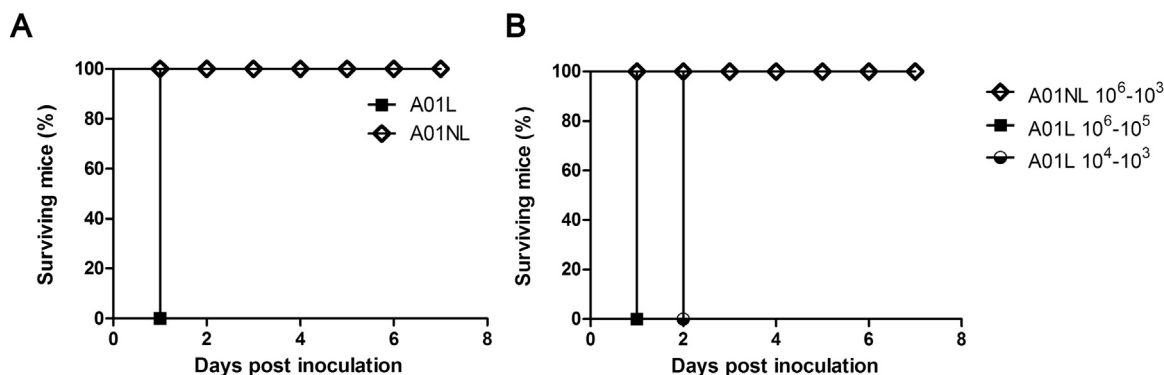 A
Surviving mice (%)
100
80
60
40
20
0
0 2 4 6 8
Days post inoculation
A01L
A01NL
B
Surviving mice (%)
100
80
60
40
20
0
0 2 4 6 8
Days post inoculation
A01NL 10⁶-10³
A01L 10⁶-10⁵
A01L 10⁴-10³